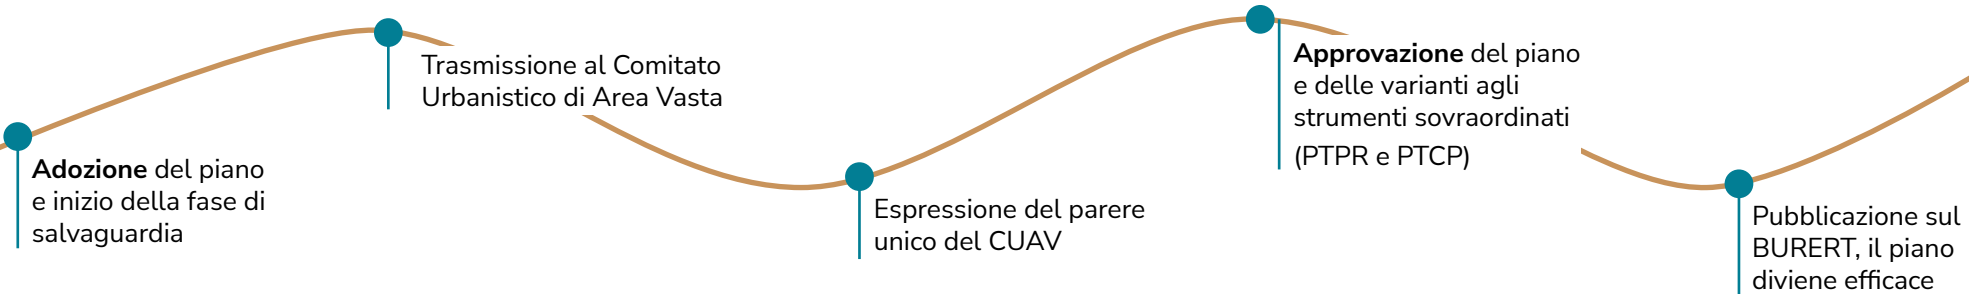 Adozione del piano
e inizio della fase di
salvaguardia
Trasmissione al Comitato
Urbanistico di Area Vasta
Espressione del parere
unico del CUAV
Approvazione del piano
e delle varianti agli
strumenti sovraordinati
(PTPR e PTCP)
Pubblicazione sul
BURERT, il piano
diviene efficace